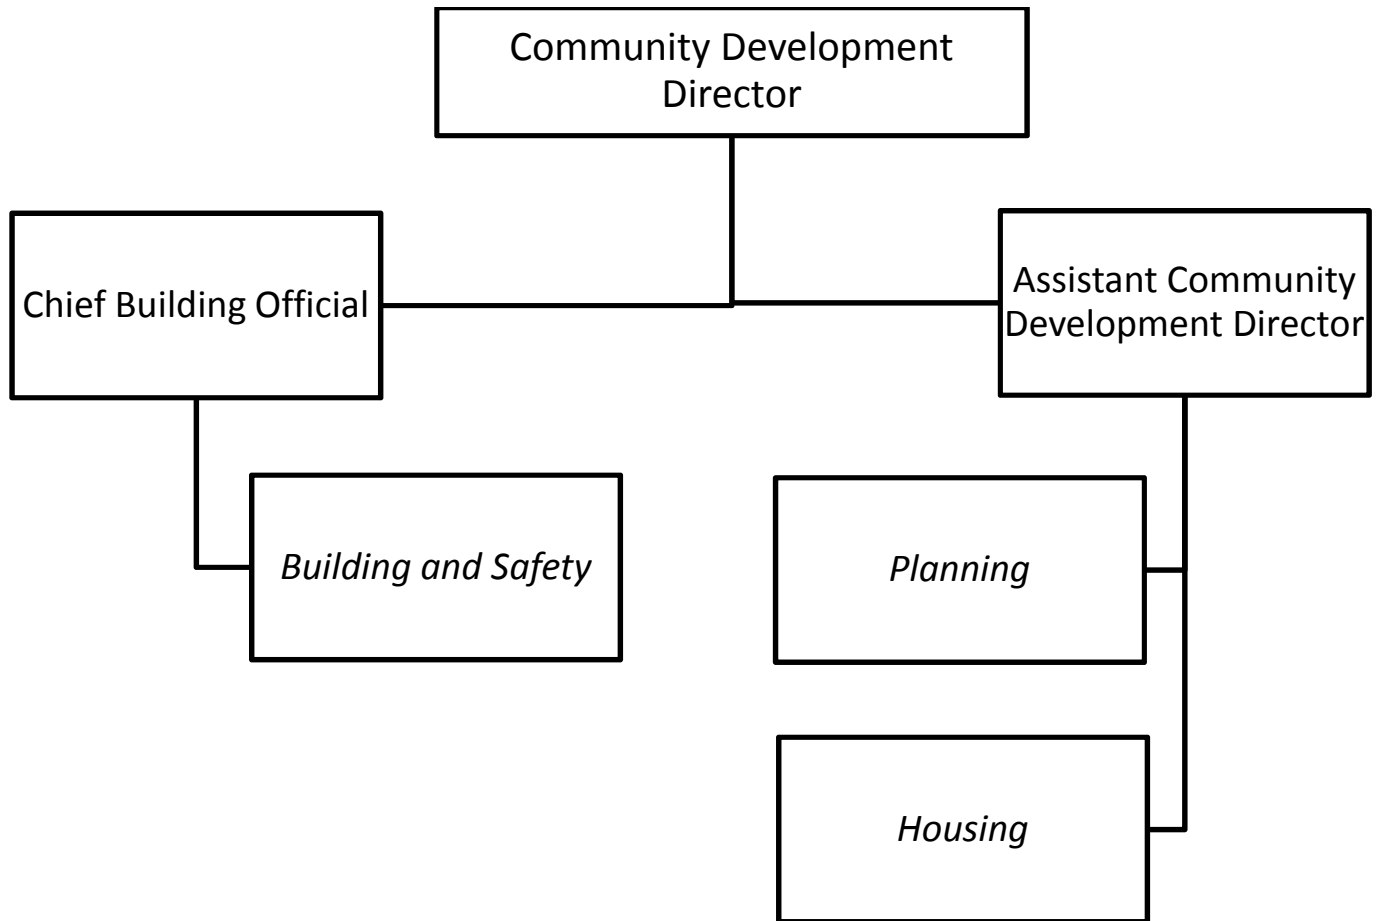 Community Development
Director
Chief Building Official
Assistant Community
Development Director
Building and Safety
Planning
Housing